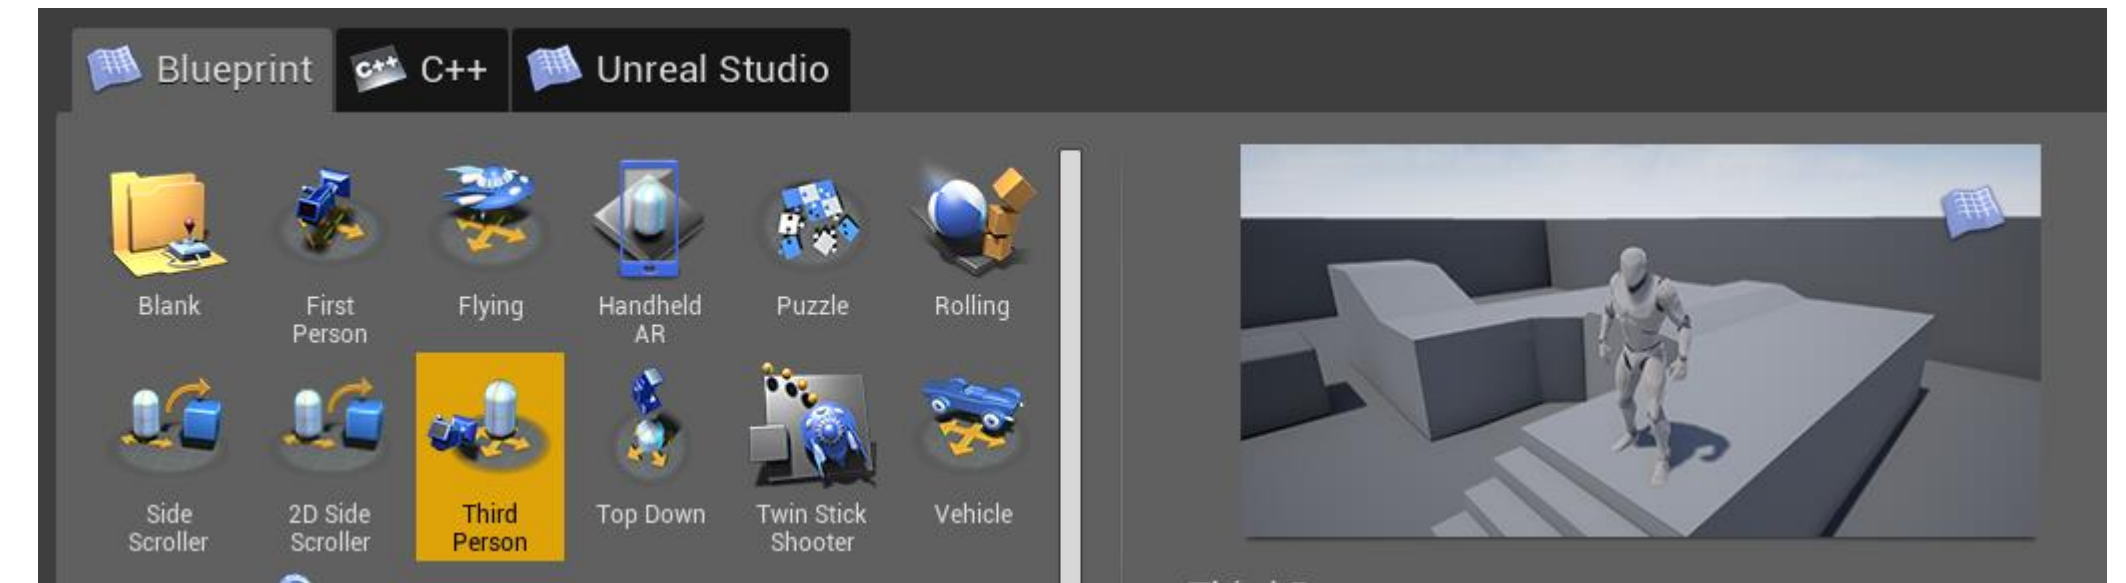 Blueprint
C++
C++
Unreal Studio
Blank
First
Person
Flying
Handheld
AR
Puzzle
Rolling
Side
Scroller
2D Side
Scroller
Third
Person
Top Down
Twin Stick
Shooter
Vehicle